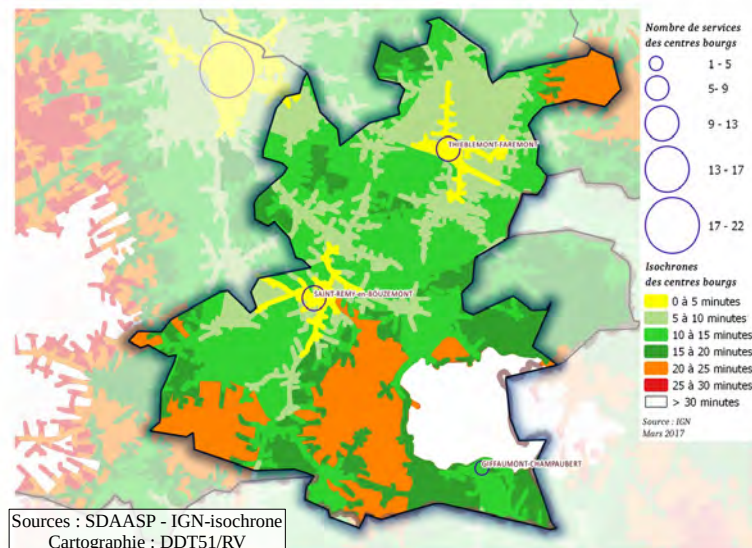 Nombre de services
des centres bourgs
1 - 5
5- 9
9 - 13
13 - 17
17 - 22
Isochrones
des centres bourgs
0 à 5 minutes
5 à 10 minutes
10 à 15 minutes
15 à 20 minutes
20 à 25 minutes
25 à 30 minutes
> 30 minutes
Source : IGN
Mars 2017
THIEBLEMONT-FAREMONT
SAINT-REMY-en-BOUZEMONT
GIFFAUMONT-CHAMPAUBERT
Sources : SDAASP - IGN-isochrone
Cartographie : DDT51/RV